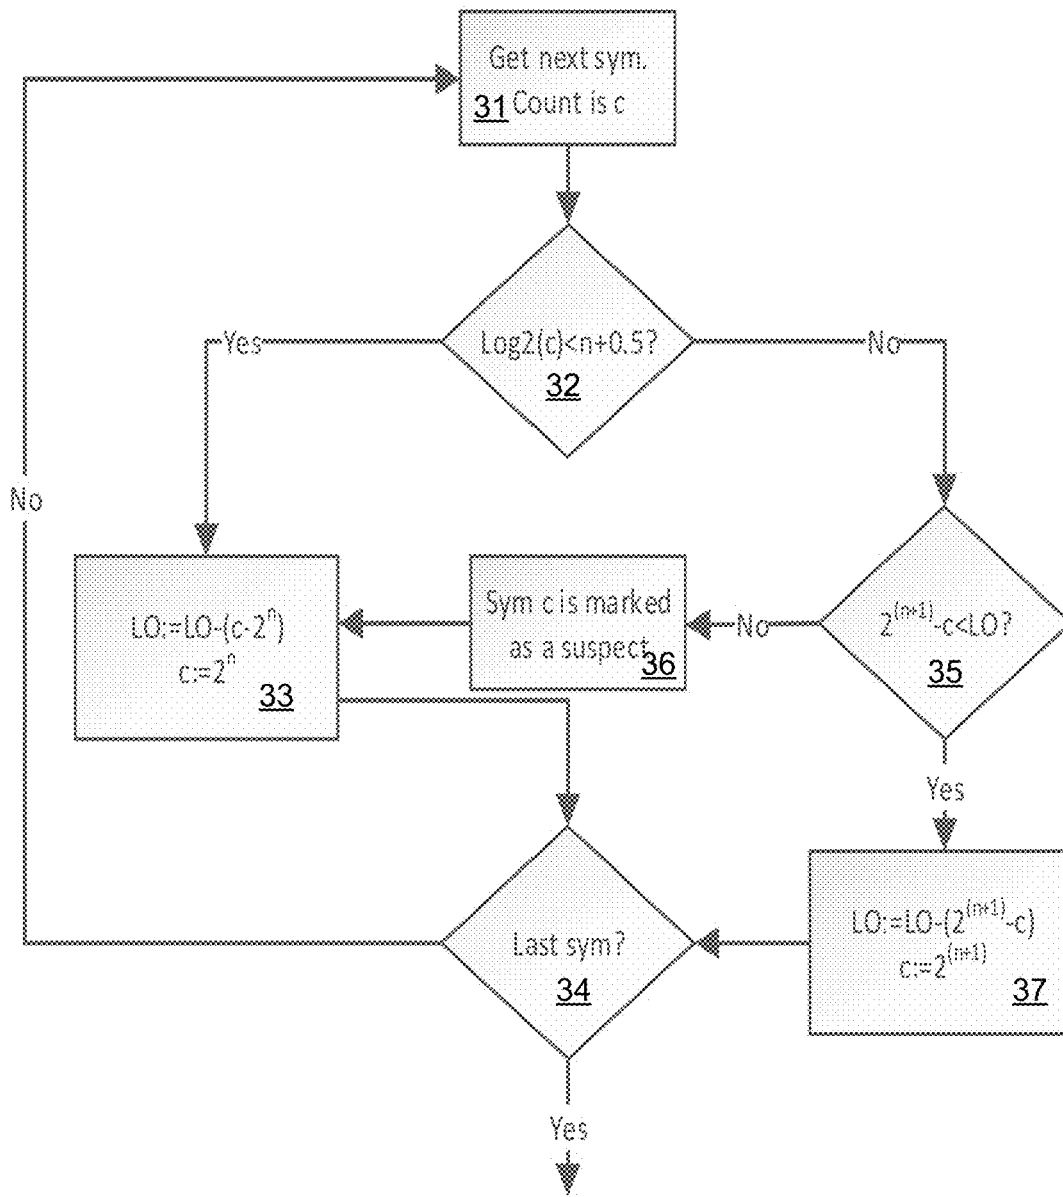 Get next sym.
31 Count is c
Log2(c)<n+0.5?
32
Yes
No
No
LO:=LO-(c-2^n)
c:=2^n
33
Sym c is marked
as a suspect
36
No
2^(n+1)-c<LO?
35
Yes
LO:=LO-(2^(n+1)-c)
c:=2^(n+1)
37
Last sym?
34
Yes